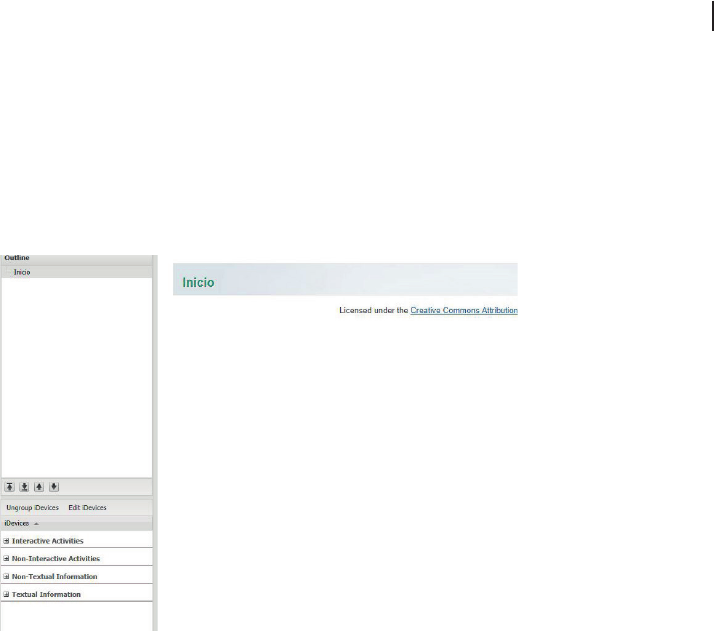 Outline
Inicio
Inicio
Licensed under the Creative Commons Attribution
Ungroup iDevices Edit iDevices
iDevices
Interactive Activities
Non-Interactive Activities
Non-Textual Information
Textual Information